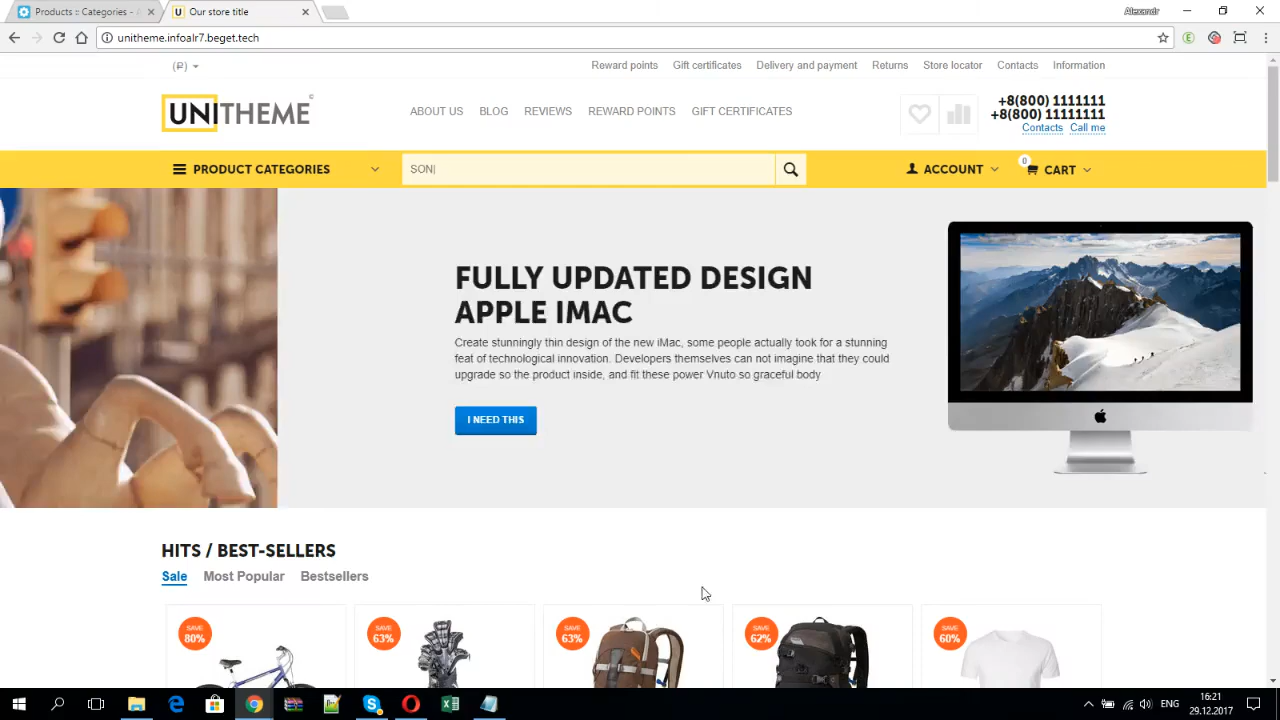 Products :: Categories -
Our store title
Alexandr
unitheme.infoalr7.beget.tech
(₽)
Reward points Gift certificates Delivery and payment Returns Store locator Contacts Information
UNITHEME©
ABOUT US BLOG REVIEWS REWARD POINTS GIFT CERTIFICATES
+8(800) 1111111
+8(800) 11111111
Contacts Call me
PRODUCT CATEGORIES
SON
ACCOUNT
0
CART
FULLY UPDATED DESIGN
APPLE IMAC
Create stunningly thin design of the new iMac, some people actually took for a stunning
feat of technological innovation. Developers themselves can not imagine that they could
upgrade so the product inside, and fit these power Vnuto so graceful body
I NEED THIS
HITS / BEST-SELLERS
Sale Most Popular Bestsellers
SAVE 80%
SAVE 63%
SAVE 63%
SAVE 62%
SAVE 60%
ENG
16:21
29.12.2017